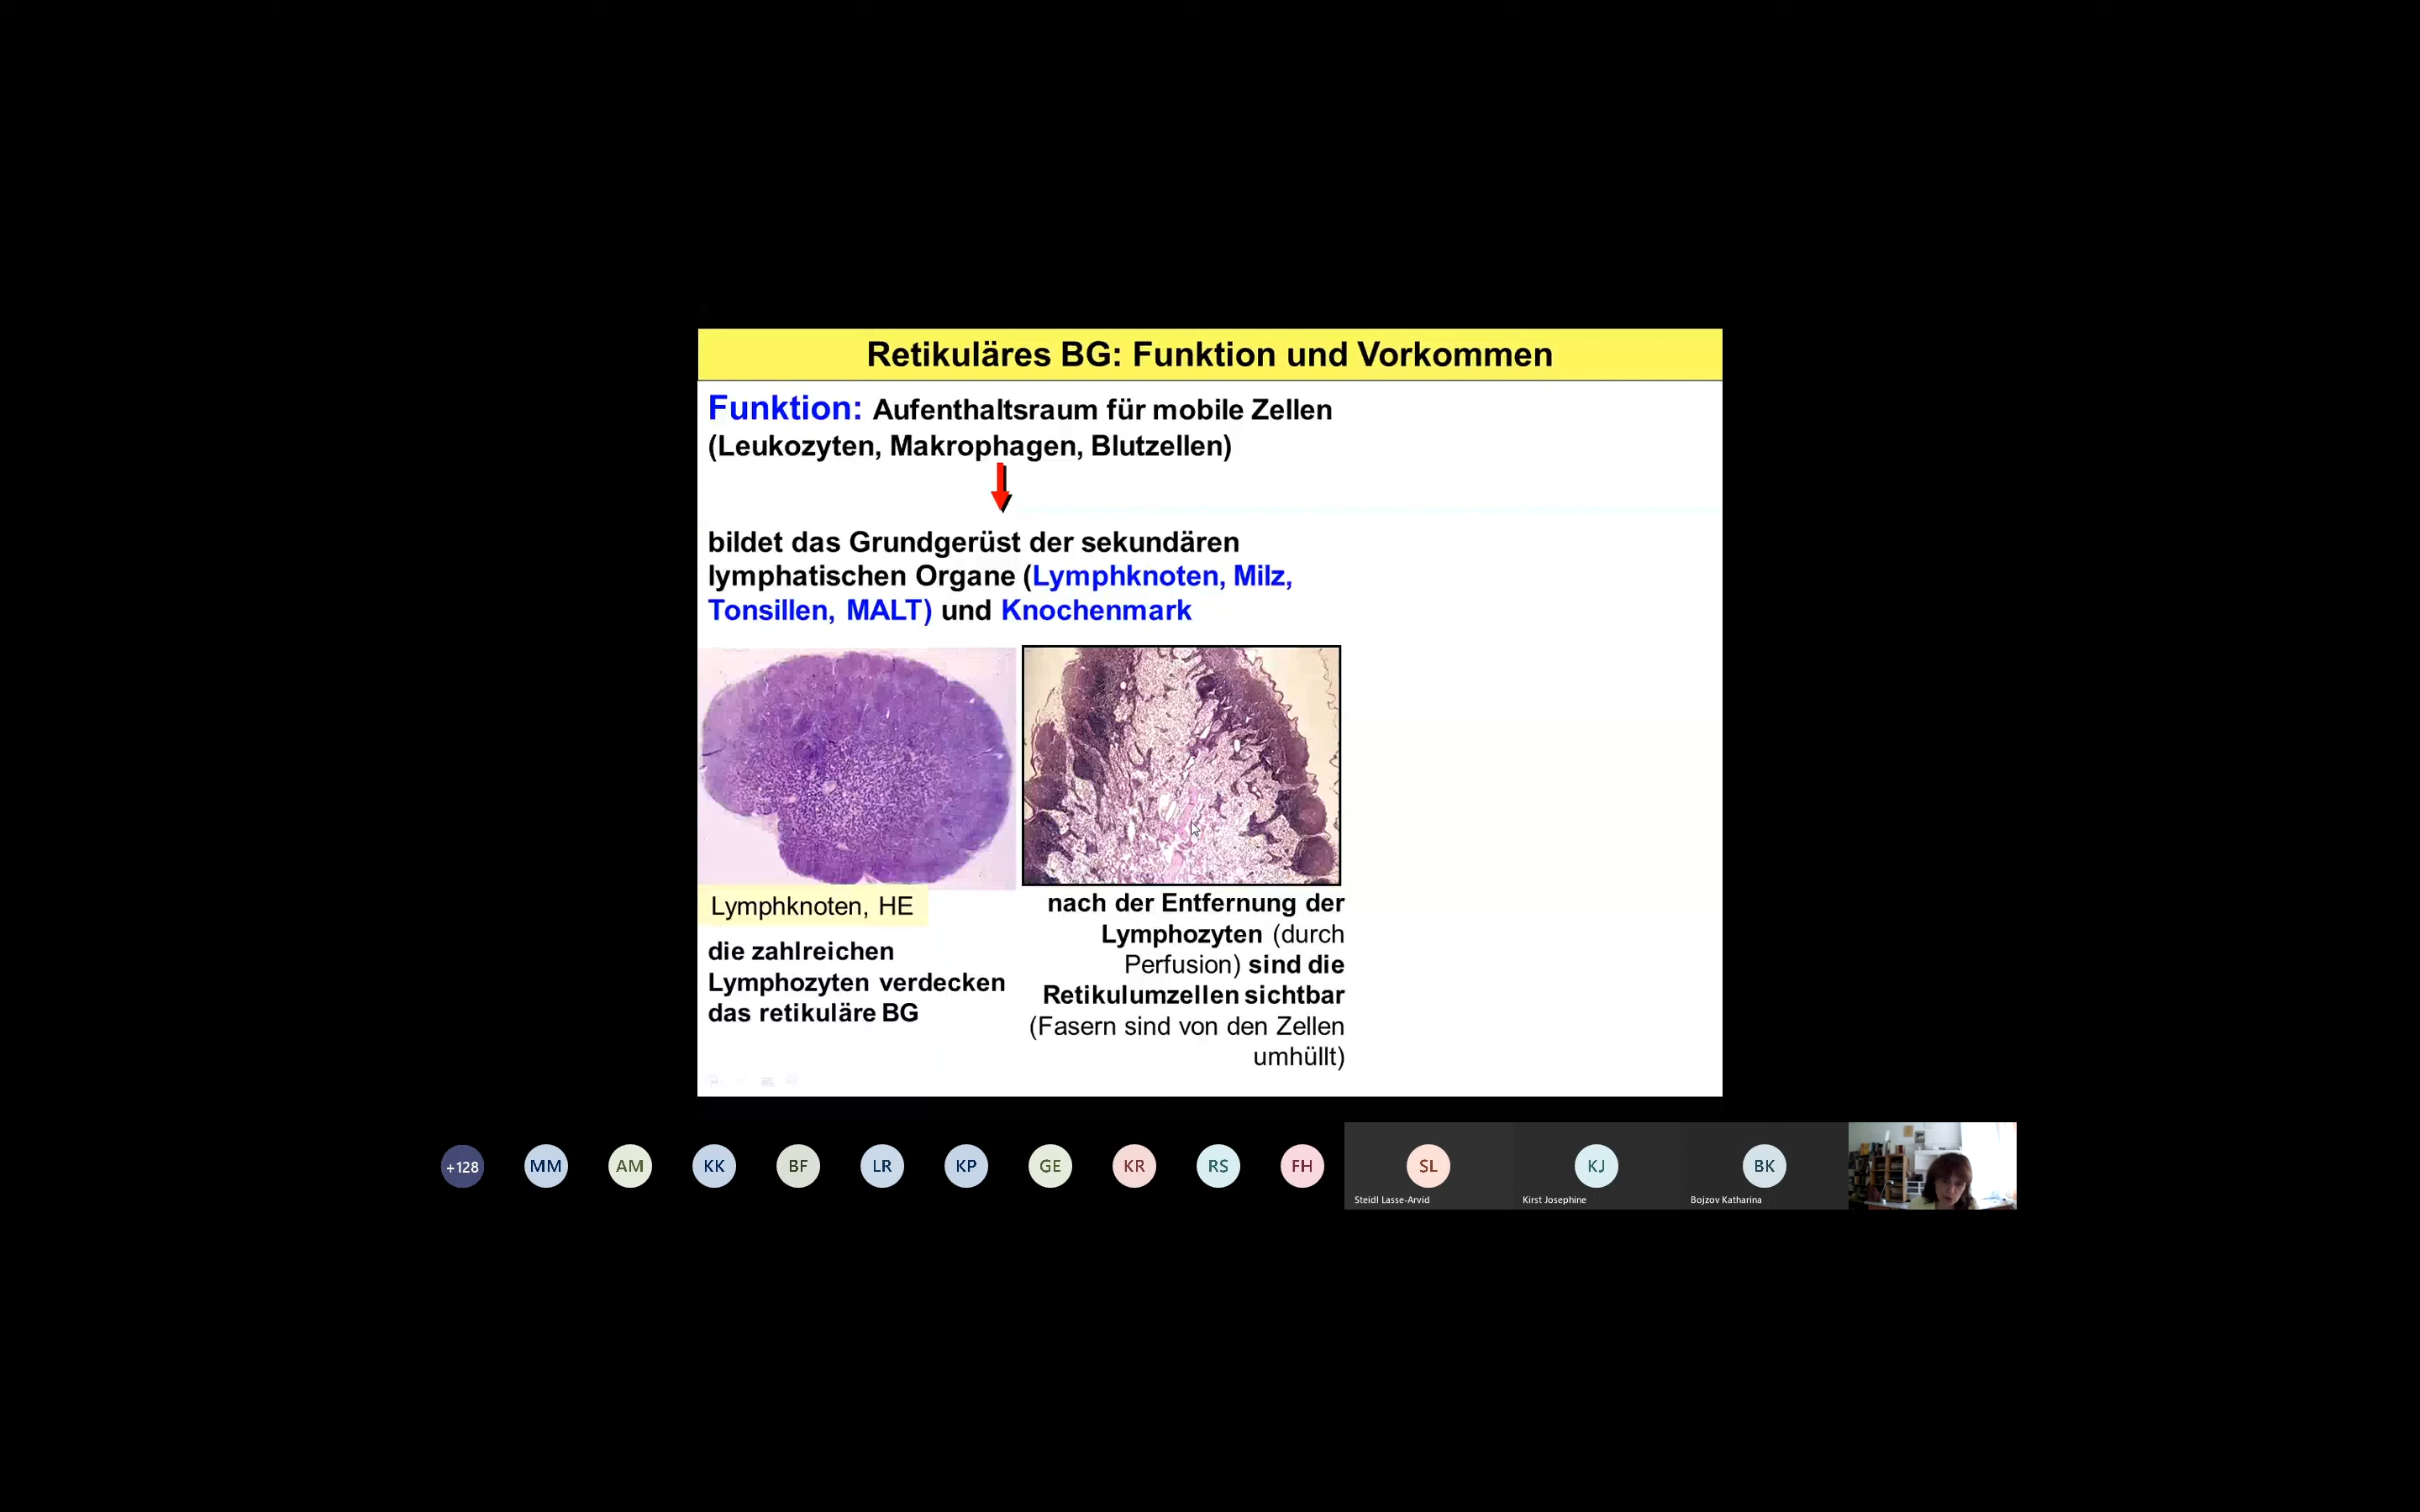 Retikuläres BG: Funktion und Vorkommen
Funktion: Aufenthaltsraum für mobile Zellen
(Leukozyten, Makrophagen, Blutzellen)
bildet das Grundgerüst der sekundären
lymphatischen Organe (Lymphknoten, Milz,
Tonsillen, MALT) und Knochenmark
Lymphknoten, HE
die zahlreichen
Lymphozyten verdecken
das retikuläre BG
nach der Entfernung der
Lymphozyten (durch
Perfusion) sind die
Retikulumzellen sichtbar
(Fasern sind von den Zellen
umhüllt)
+128
MM
AM
KK
BF
LR
KP
GE
KR
RS
FH
SL
Steidl Lasse-Arvid
KJ
Kirst Josephine
BK
Bojzov Katharina